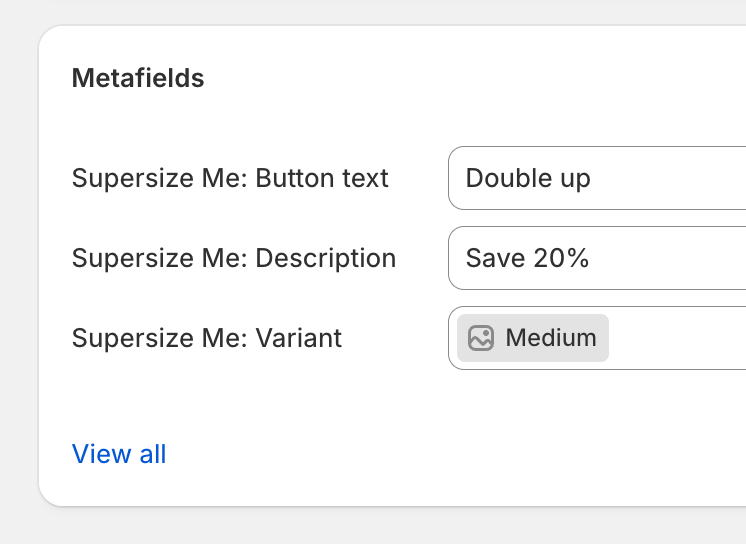 Metafields
Supersize Me: Button text
Double up
Supersize Me: Description
Save 20%
Supersize Me: Variant
Medium
View all